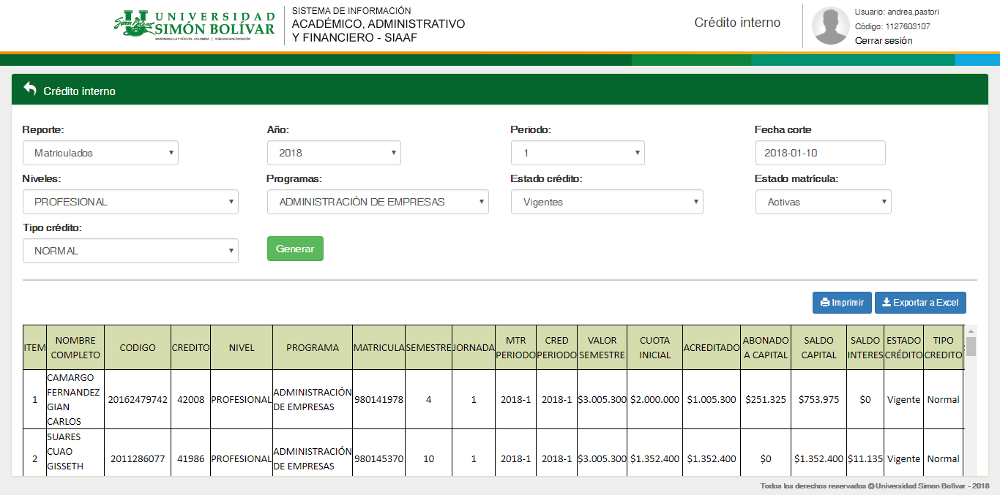 UNIVERSIDAD
SIMÓN BOLÍVAR
BARRANQUILLA Y CÚCUTA - COLOMBIA | VIGILADA MINEDUCACIÓN
SISTEMA DE INFORMACIÓN
ACADÉMICO, ADMINISTRATIVO
Y FINANCIERO - SIAAF
Crédito interno
Usuario: andrea.pastori
Código: 1127603107
Cerrar sesión
Crédito interno
Reporte: Año: Periodo: Fecha corte
Matriculados 2018 1 2018-01-10
Niveles: Programas: Estado crédito: Estado matrícula:
PROFESIONAL ADMINISTRACIÓN DE EMPRESAS Vigentes Activas
Tipo crédito:
NORMAL Generar
Imprimir Exportar a Excel
ITEM NOMBRE COMPLETO CODIGO CREDITO NIVEL PROGRAMA MATRICULA SEMESTRE JORNADA MTR PERIODO CRED PERIODO VALOR SEMESTRE CUOTA INICIAL ACREDITADO ABONADO A CAPITAL SALDO CAPITAL SALDO INTERES ESTADO CRÉDITO TIPO CREDITO
1 CAMARGO FERNANDEZ GIAN CARLOS 20162479742 42008 PROFESIONAL ADMINISTRACIÓN DE EMPRESAS 980141978 4 1 2018-1 2018-1 $3.005.300 $2.000.000 $1.005.300 $251.325 $753.975 $0 Vigente Normal
2 SUARES CUAO GISSETH 2011286077 41986 PROFESIONAL ADMINISTRACIÓN DE EMPRESAS 980145370 10 1 2018-1 2018-1 $3.005.300 $1.352.400 $1.352.400 $0 $1.352.400 $11.135 Vigente Normal
Todos los derechos reservados © Universidad Simon Bolívar - 2018